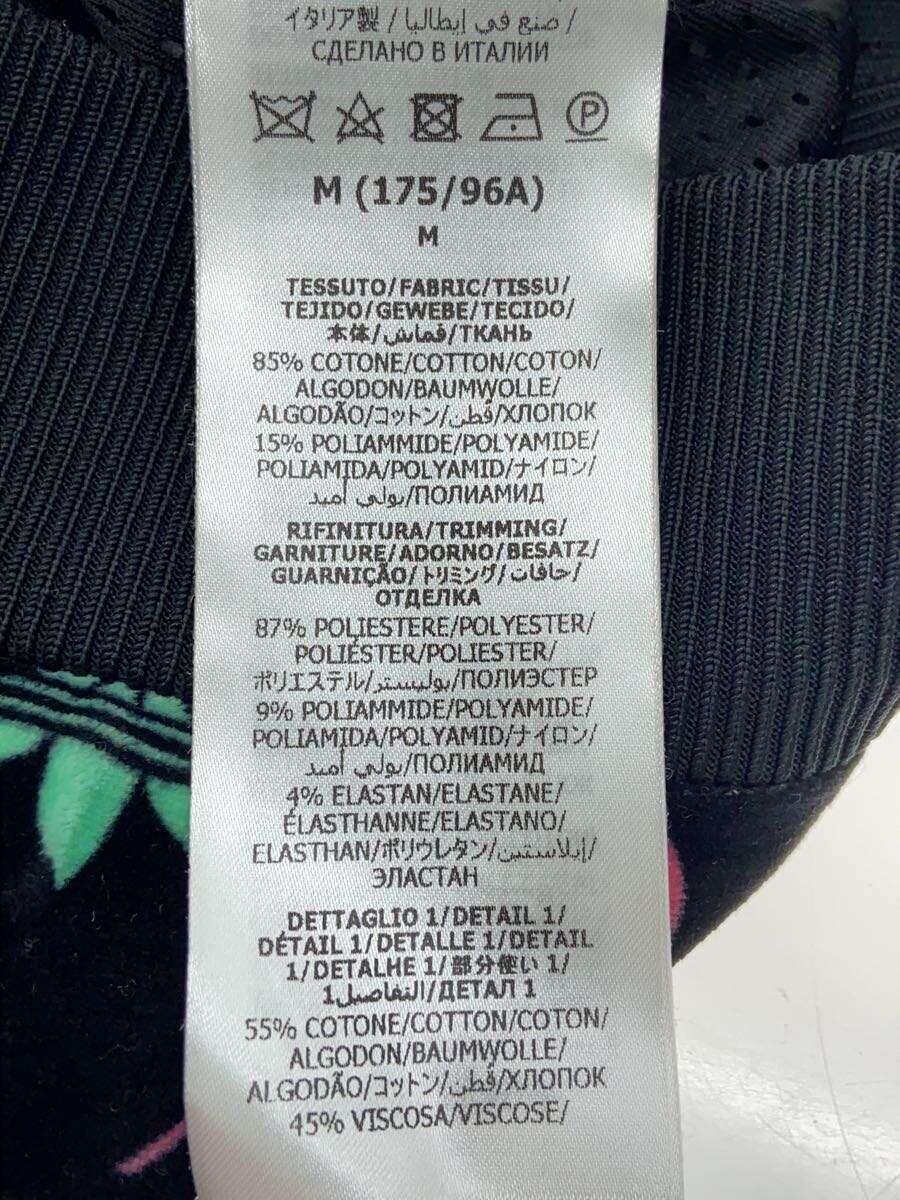 イタリア製 / صنع في إيطاليا /
СДЕЛАНО В ИТАЛИИ
P
M (175/96A)
M
TESSUTO/FABRIC/TISSU/
TEJIDO/GEWEBE/TECIDO/
本体/قماش/ТКАНЬ
85% COTONE/COTTON/COTON/
ALGODON/BAUMWOLLE/
ALGODÃO/コットン/قطن/ХЛОПОК
15% POLIAMMIDE/POLYAMIDE/
POLIAMIDA/POLYAMID/ナイロン/
بولي أميد/ПОЛИАМИД
RIFINITURA/TRIMMING/
GARNITURE/ADORNO/BESATZ/
GUARNIÇÃO/トリミング/حافات/
ОТДЕЛКА
87% POLIESTERE/POLYESTER/
POLIÉSTER/POLIESTER/
ポリエステル/بوليستر/ПОЛИЭСТЕР
9% POLIAMMIDE/POLYAMIDE/
POLIAMIDA/POLYAMID/ナイロン/
بولي أميد/ПОЛИАМИД
4% ELASTAN/ELASTANE/
ÉLASTHANNE/ELASTANO/
ELASTHAN/ポリウレタン/إيلاستين/
ЭЛАСТАН
DETTAGLIO 1/DETAIL 1/
DÉTAIL 1/DETALLE 1/DETAIL
1/DETALHE 1/部分使い 1/
التفاصيل1/ДЕТАЛ 1
55% COTONE/COTTON/COTON/
ALGODON/BAUMWOLLE/
ALGODÃO/コットン/قطن/ХЛОПОК
45% VISCOSA/VISCOSE/